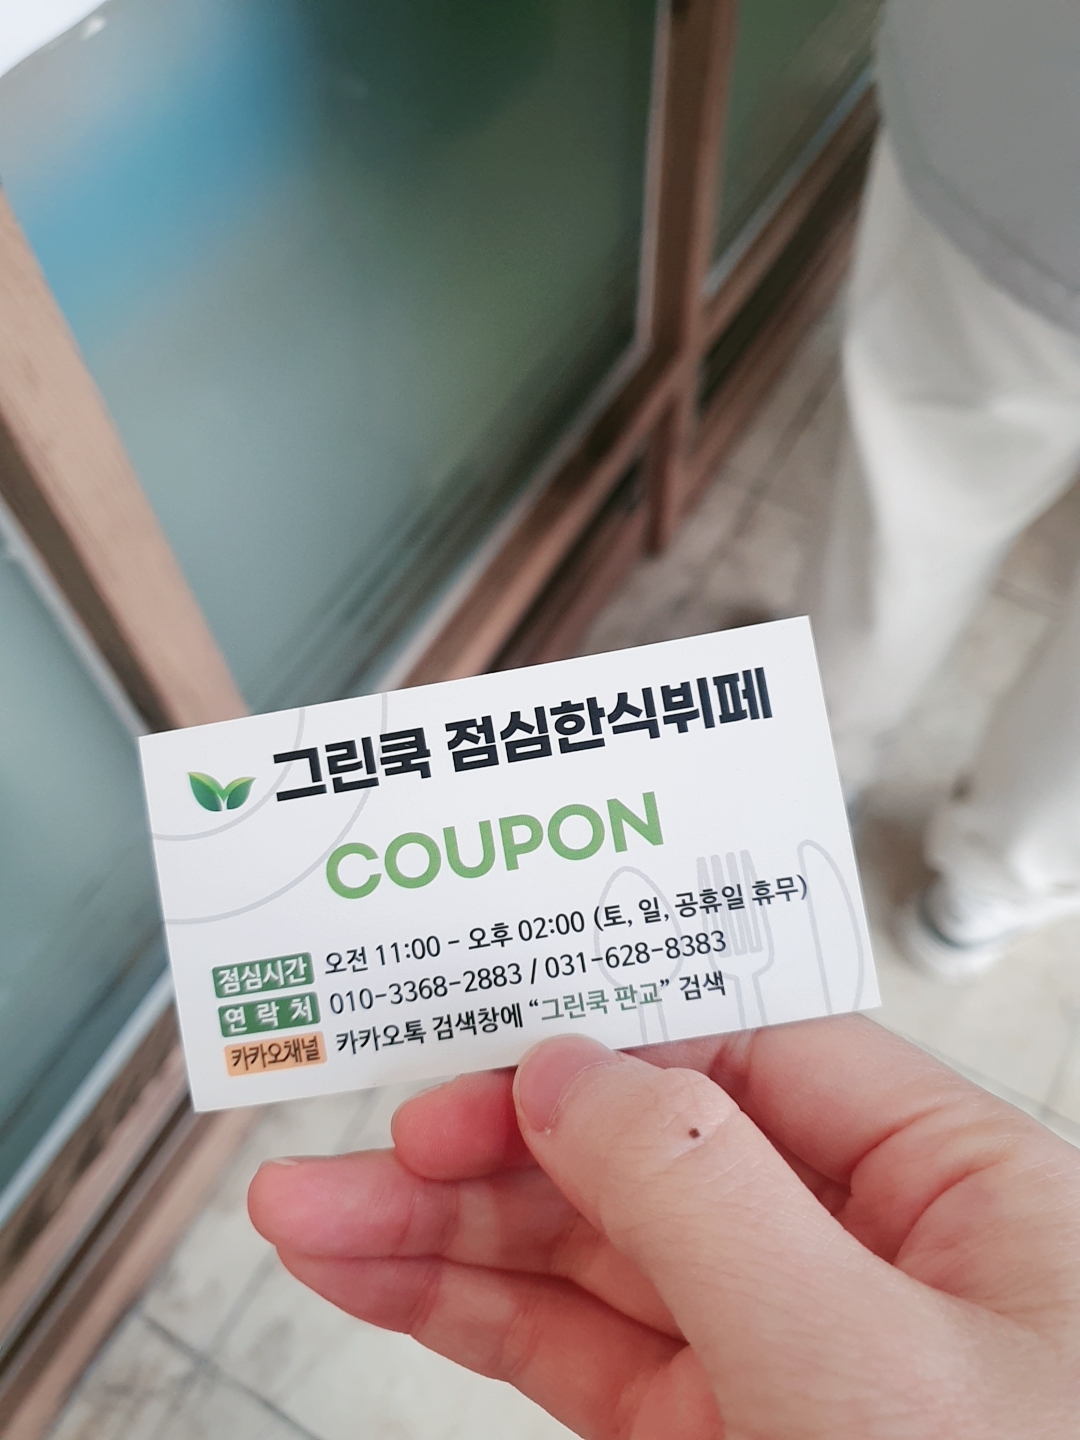 그린쿡 점심한식뷔페
COUPON
점심시간 오전 11:00 - 오후 02:00 (토, 일, 공휴일 휴무)
연 락 처 010-3368-2883 / 031-628-8383
카카오채널 카카오톡 검색창에 “그린쿡 판교” 검색